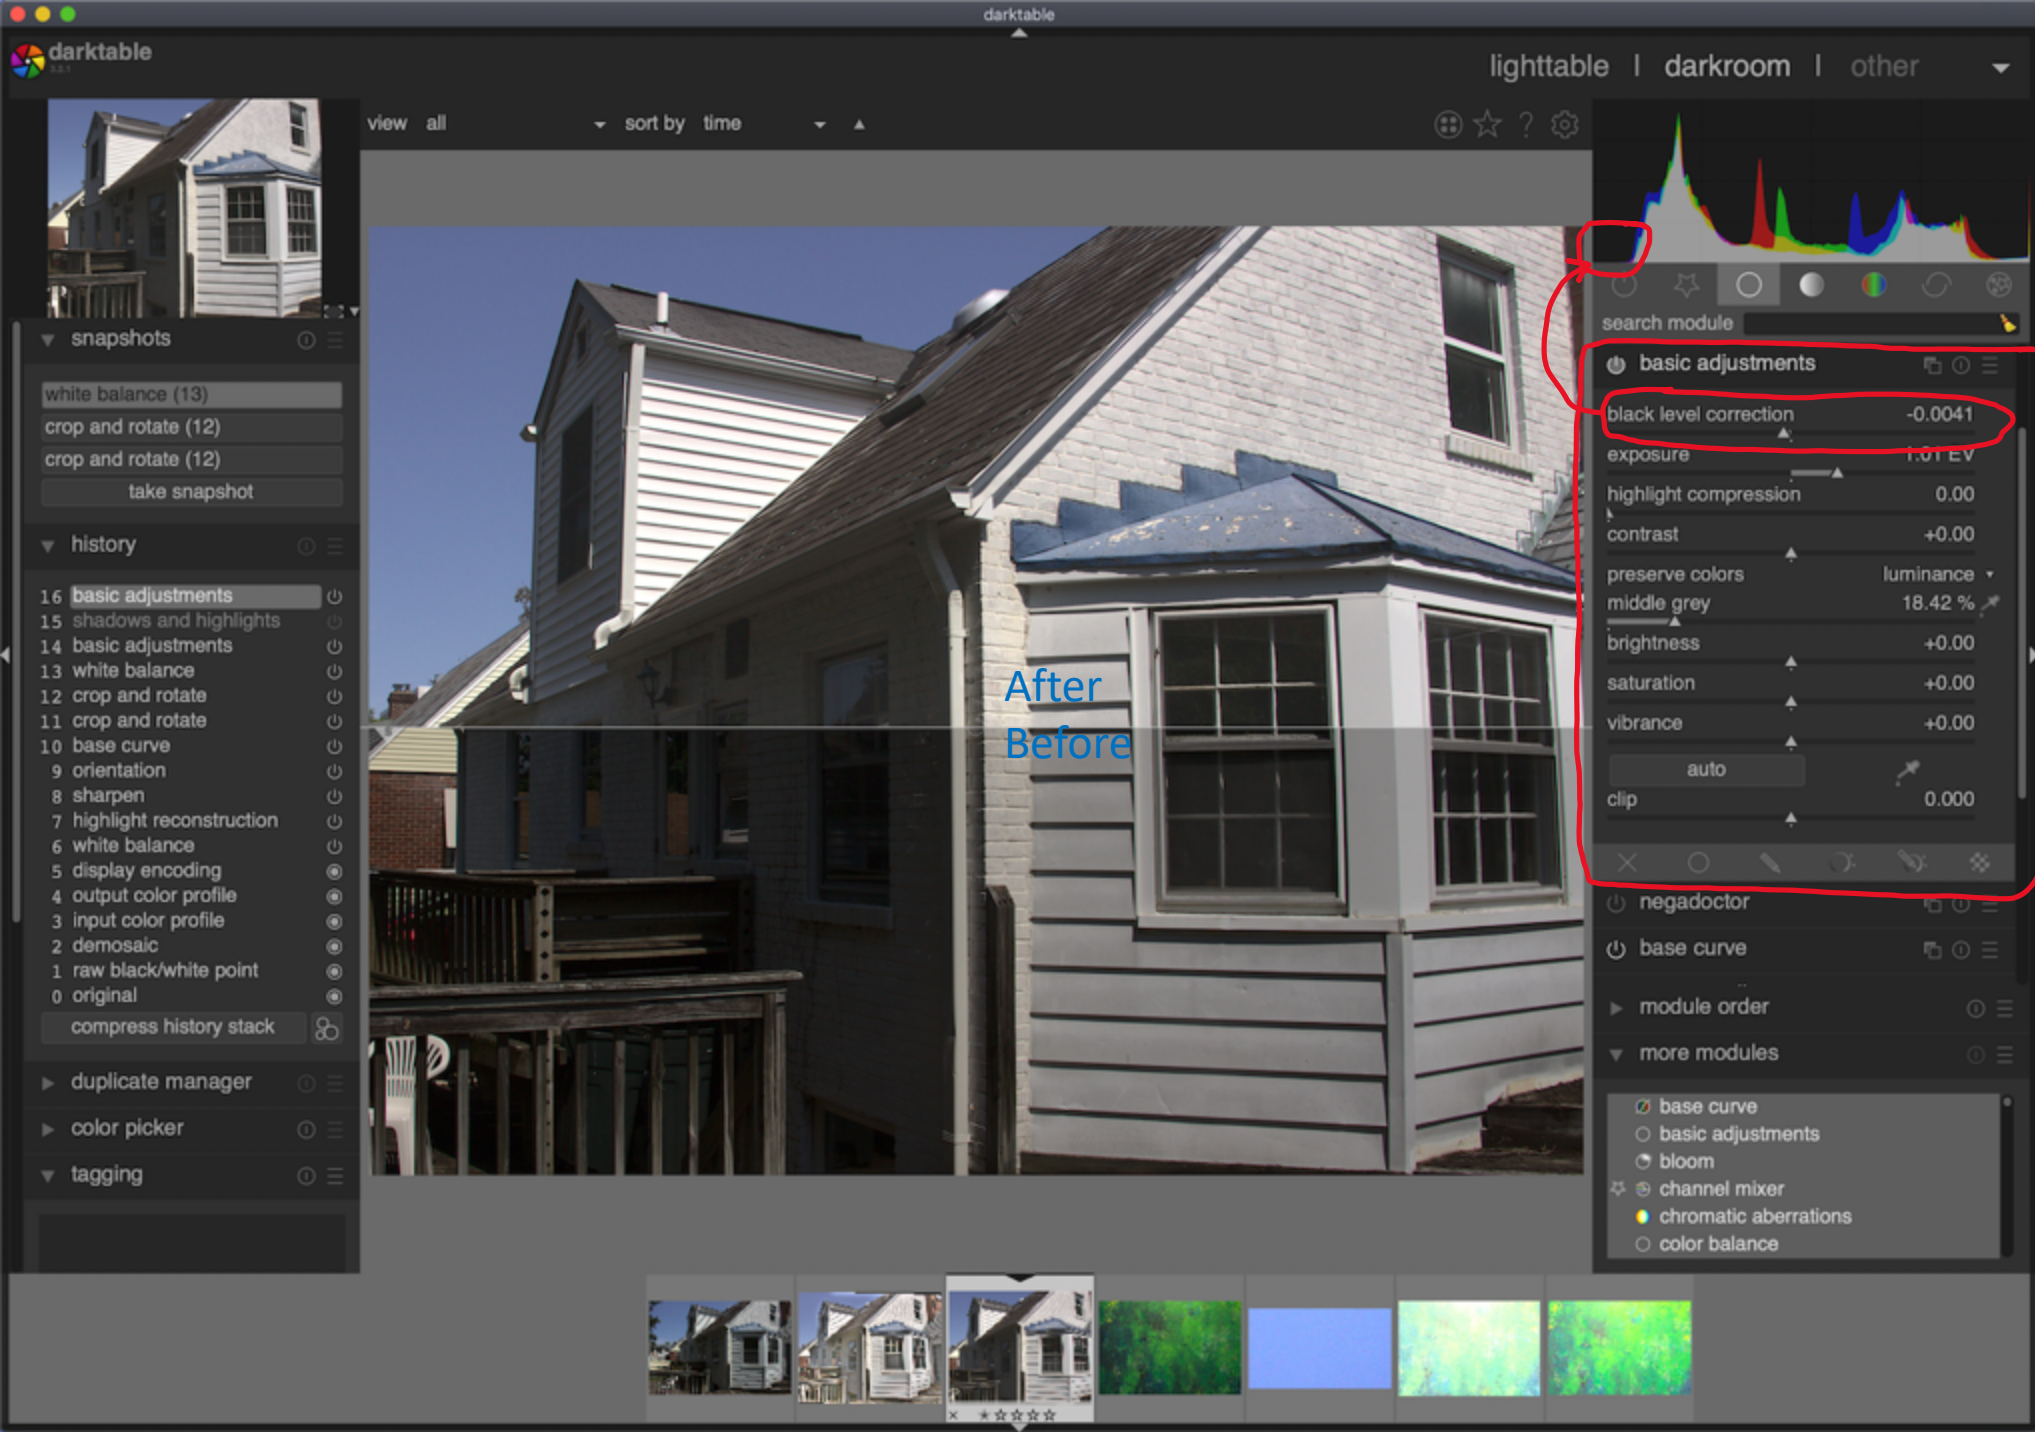 darktable
darktable
3.2.1
lighttable | darkroom | other
view all sort by time
?
search module
snapshots
white balance (13)
crop and rotate (12)
crop and rotate (12)
take snapshot
history
16 basic adjustments
15 shadows and highlights
14 basic adjustments
13 white balance
12 crop and rotate
11 crop and rotate
10 base curve
9 orientation
8 sharpen
7 highlight reconstruction
6 white balance
5 display encoding
4 output color profile
3 input color profile
2 demosaic
1 raw black/white point
0 original
compress history stack
duplicate manager
color picker
tagging
After
Before
basic adjustments
black level correction -0.0041
exposure 1.01 EV
highlight compression 0.00
contrast +0.00
preserve colors luminance
middle grey 18.42 %
brightness +0.00
saturation +0.00
vibrance +0.00
auto
clip 0.000
negadoctor
base curve
module order
more modules
base curve
basic adjustments
bloom
channel mixer
chromatic aberrations
color balance